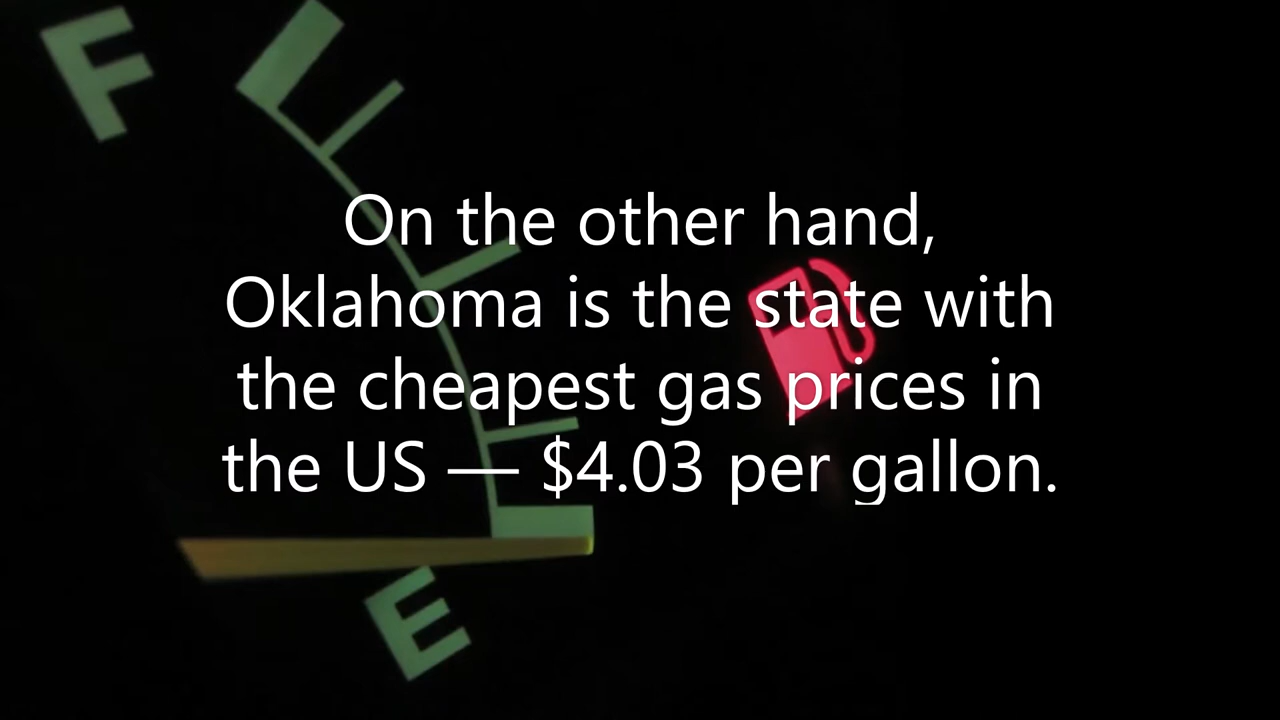 F
On the other hand,
Oklahoma is the state with
the cheapest gas prices in
the US — $4.03 per gallon.
E